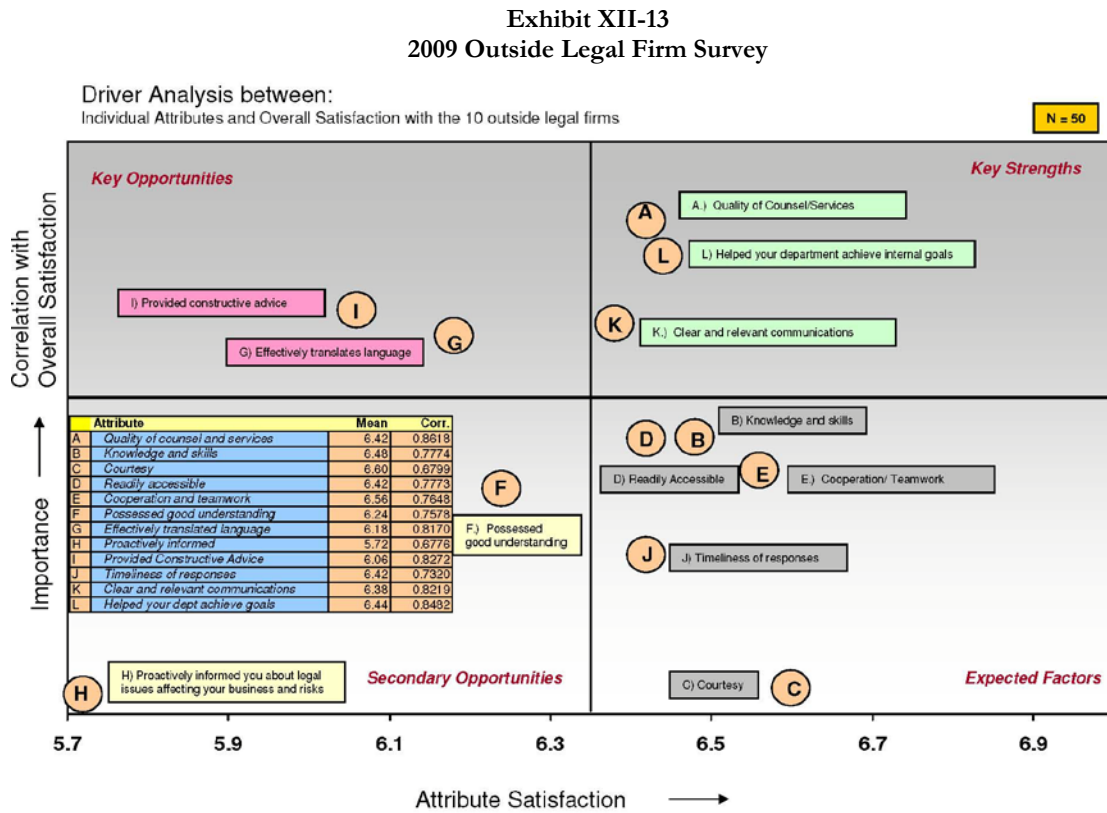 Exhibit XII-13
2009 Outside Legal Firm Survey
Driver Analysis between:
Individual Attributes and Overall Satisfaction with the 10 outside legal firms
N = 50
Key Opportunities
Key Strengths
A
A.) Quality of Counsel/Services
L
L) Helped your department achieve internal goals
I) Provided constructive advice
I
K
K.) Clear and relevant communications
G) Effectively translates language
G
Correlation with
Overall Satisfaction
Importance
Attribute Mean Corr.
A Quality of counsel and services 6.42 0.8618
B Knowledge and skills 6.48 0.7774
C Courtesy 6.60 0.6799
D Readily accessible 6.42 0.7773
E Cooperation and teamwork 6.56 0.7648
F Possessed good understanding 6.24 0.7578
G Effectively translated language 6.18 0.8170
H Proactively informed 5.72 0.6776
I Provided Constructive Advice 6.06 0.8272
J Timeliness of responses 6.42 0.7320
K Clear and relevant communications 6.38 0.8219
L Helped your dept achieve goals 6.44 0.8482
B) Knowledge and skills
D
B
D) Readily Accessible
E
E.) Cooperation/ Teamwork
F
F.) Possessed
good understanding
J
J) Timeliness of responses
H
H) Proactively informed you about legal
issues affecting your business and risks
Secondary Opportunities
C) Courtesy
C
Expected Factors
5.7 5.9 6.1 6.3 6.5 6.7 6.9
Attribute Satisfaction